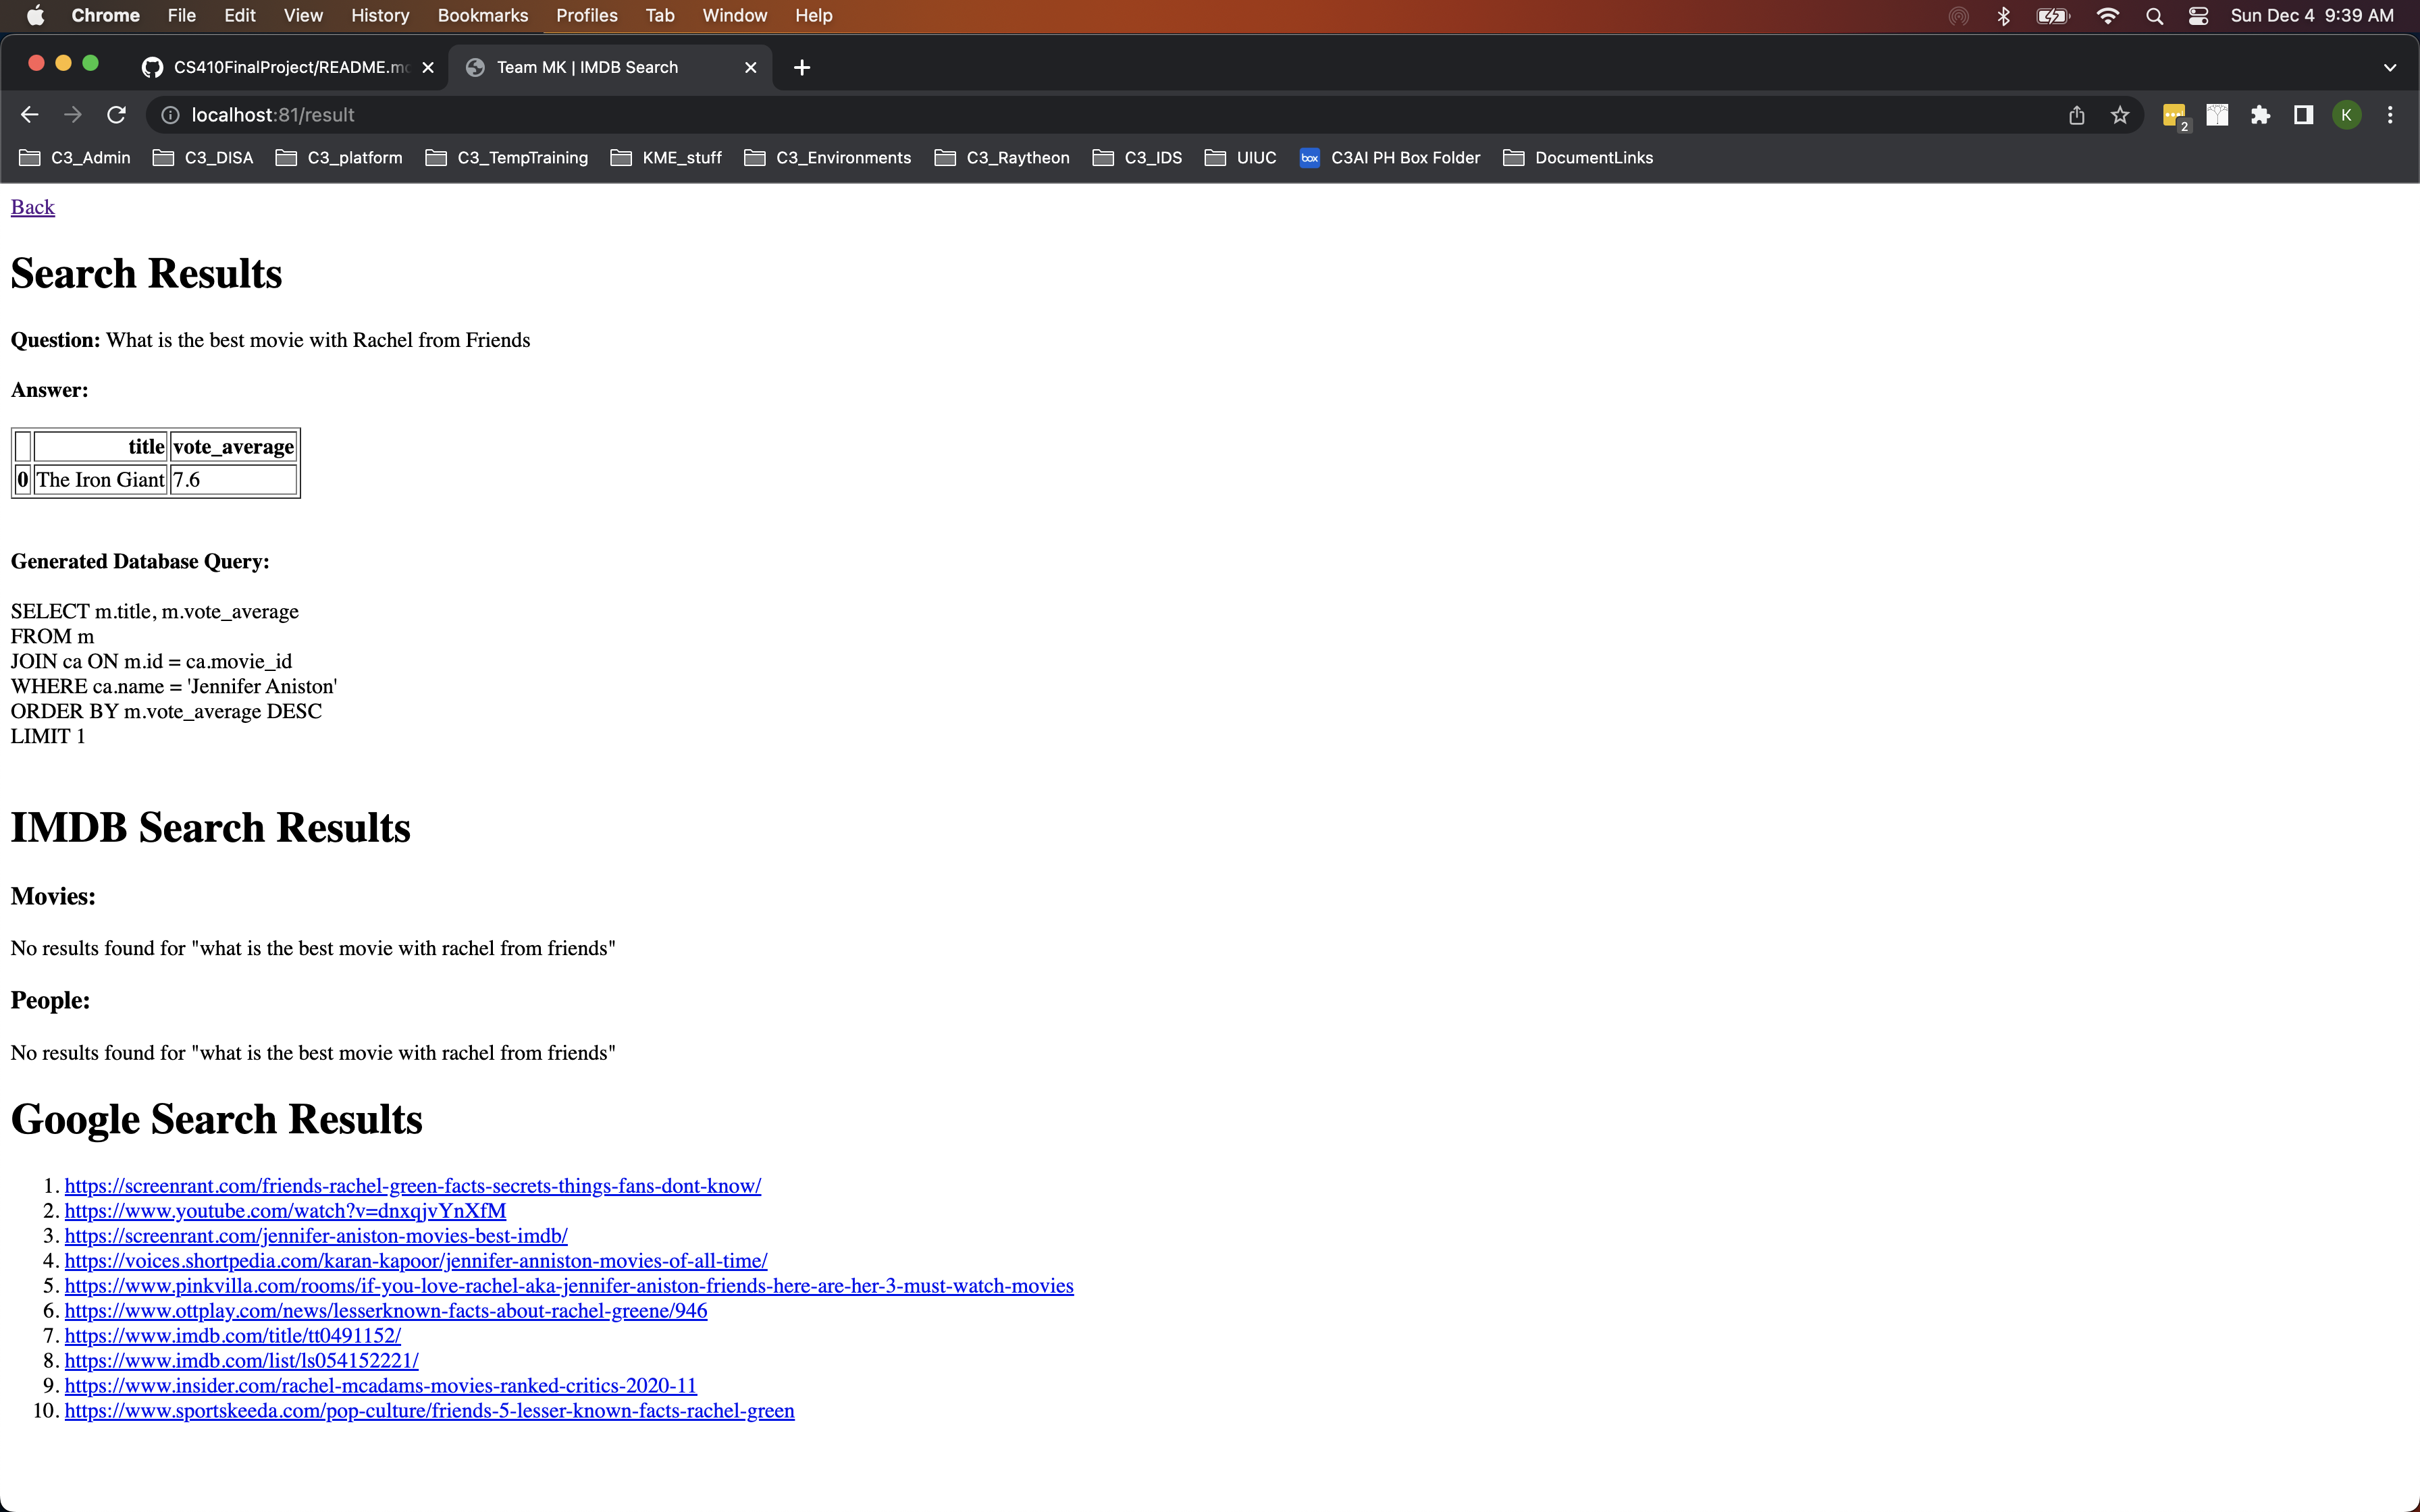 Chrome File Edit View History Bookmarks Profiles Tab Window Help Sun Dec 4 9:39 AM
CS410FinalProject/README.md Team MK | IMDB Search
localhost:81/result 2 K
C3_Admin C3_DISA C3_platform C3_TempTraining KME_stuff C3_Environments C3_Raytheon C3_IDS UIUC box C3AI PH Box Folder DocumentLinks
Back
Search Results
Question: What is the best movie with Rachel from Friends
Answer:
title vote_average
0 The Iron Giant 7.6
Generated Database Query:
SELECT m.title, m.vote_average
FROM m
JOIN ca ON m.id = ca.movie_id
WHERE ca.name = 'Jennifer Aniston'
ORDER BY m.vote_average DESC
LIMIT 1
IMDB Search Results
Movies:
No results found for "what is the best movie with rachel from friends"
People:
No results found for "what is the best movie with rachel from friends"
Google Search Results
1. https://screenrant.com/friends-rachel-green-facts-secrets-things-fans-dont-know/
2. https://www.youtube.com/watch?v=dnxqjvYnXfM
3. https://screenrant.com/jennifer-aniston-movies-best-imdb/
4. https://voices.shortpedia.com/karan-kapoor/jennifer-anniston-movies-of-all-time/
5. https://www.pinkvilla.com/rooms/if-you-love-rachel-aka-jennifer-aniston-friends-here-are-her-3-must-watch-movies
6. https://www.ottplay.com/news/lesserknown-facts-about-rachel-greene/946
7. https://www.imdb.com/title/tt0491152/
8. https://www.imdb.com/list/ls054152221/
9. https://www.insider.com/rachel-mcadams-movies-ranked-critics-2020-11
10. https://www.sportskeeda.com/pop-culture/friends-5-lesser-known-facts-rachel-green